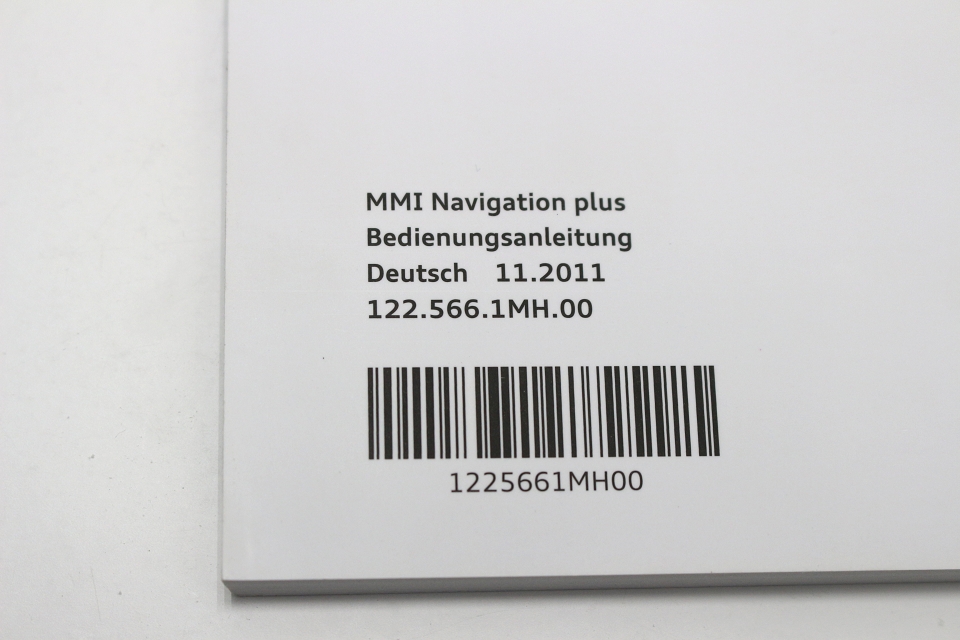 MMI Navigation plus
Bedienungsanleitung
Deutsch 11.2011
122.566.1MH.00
1225661MH00